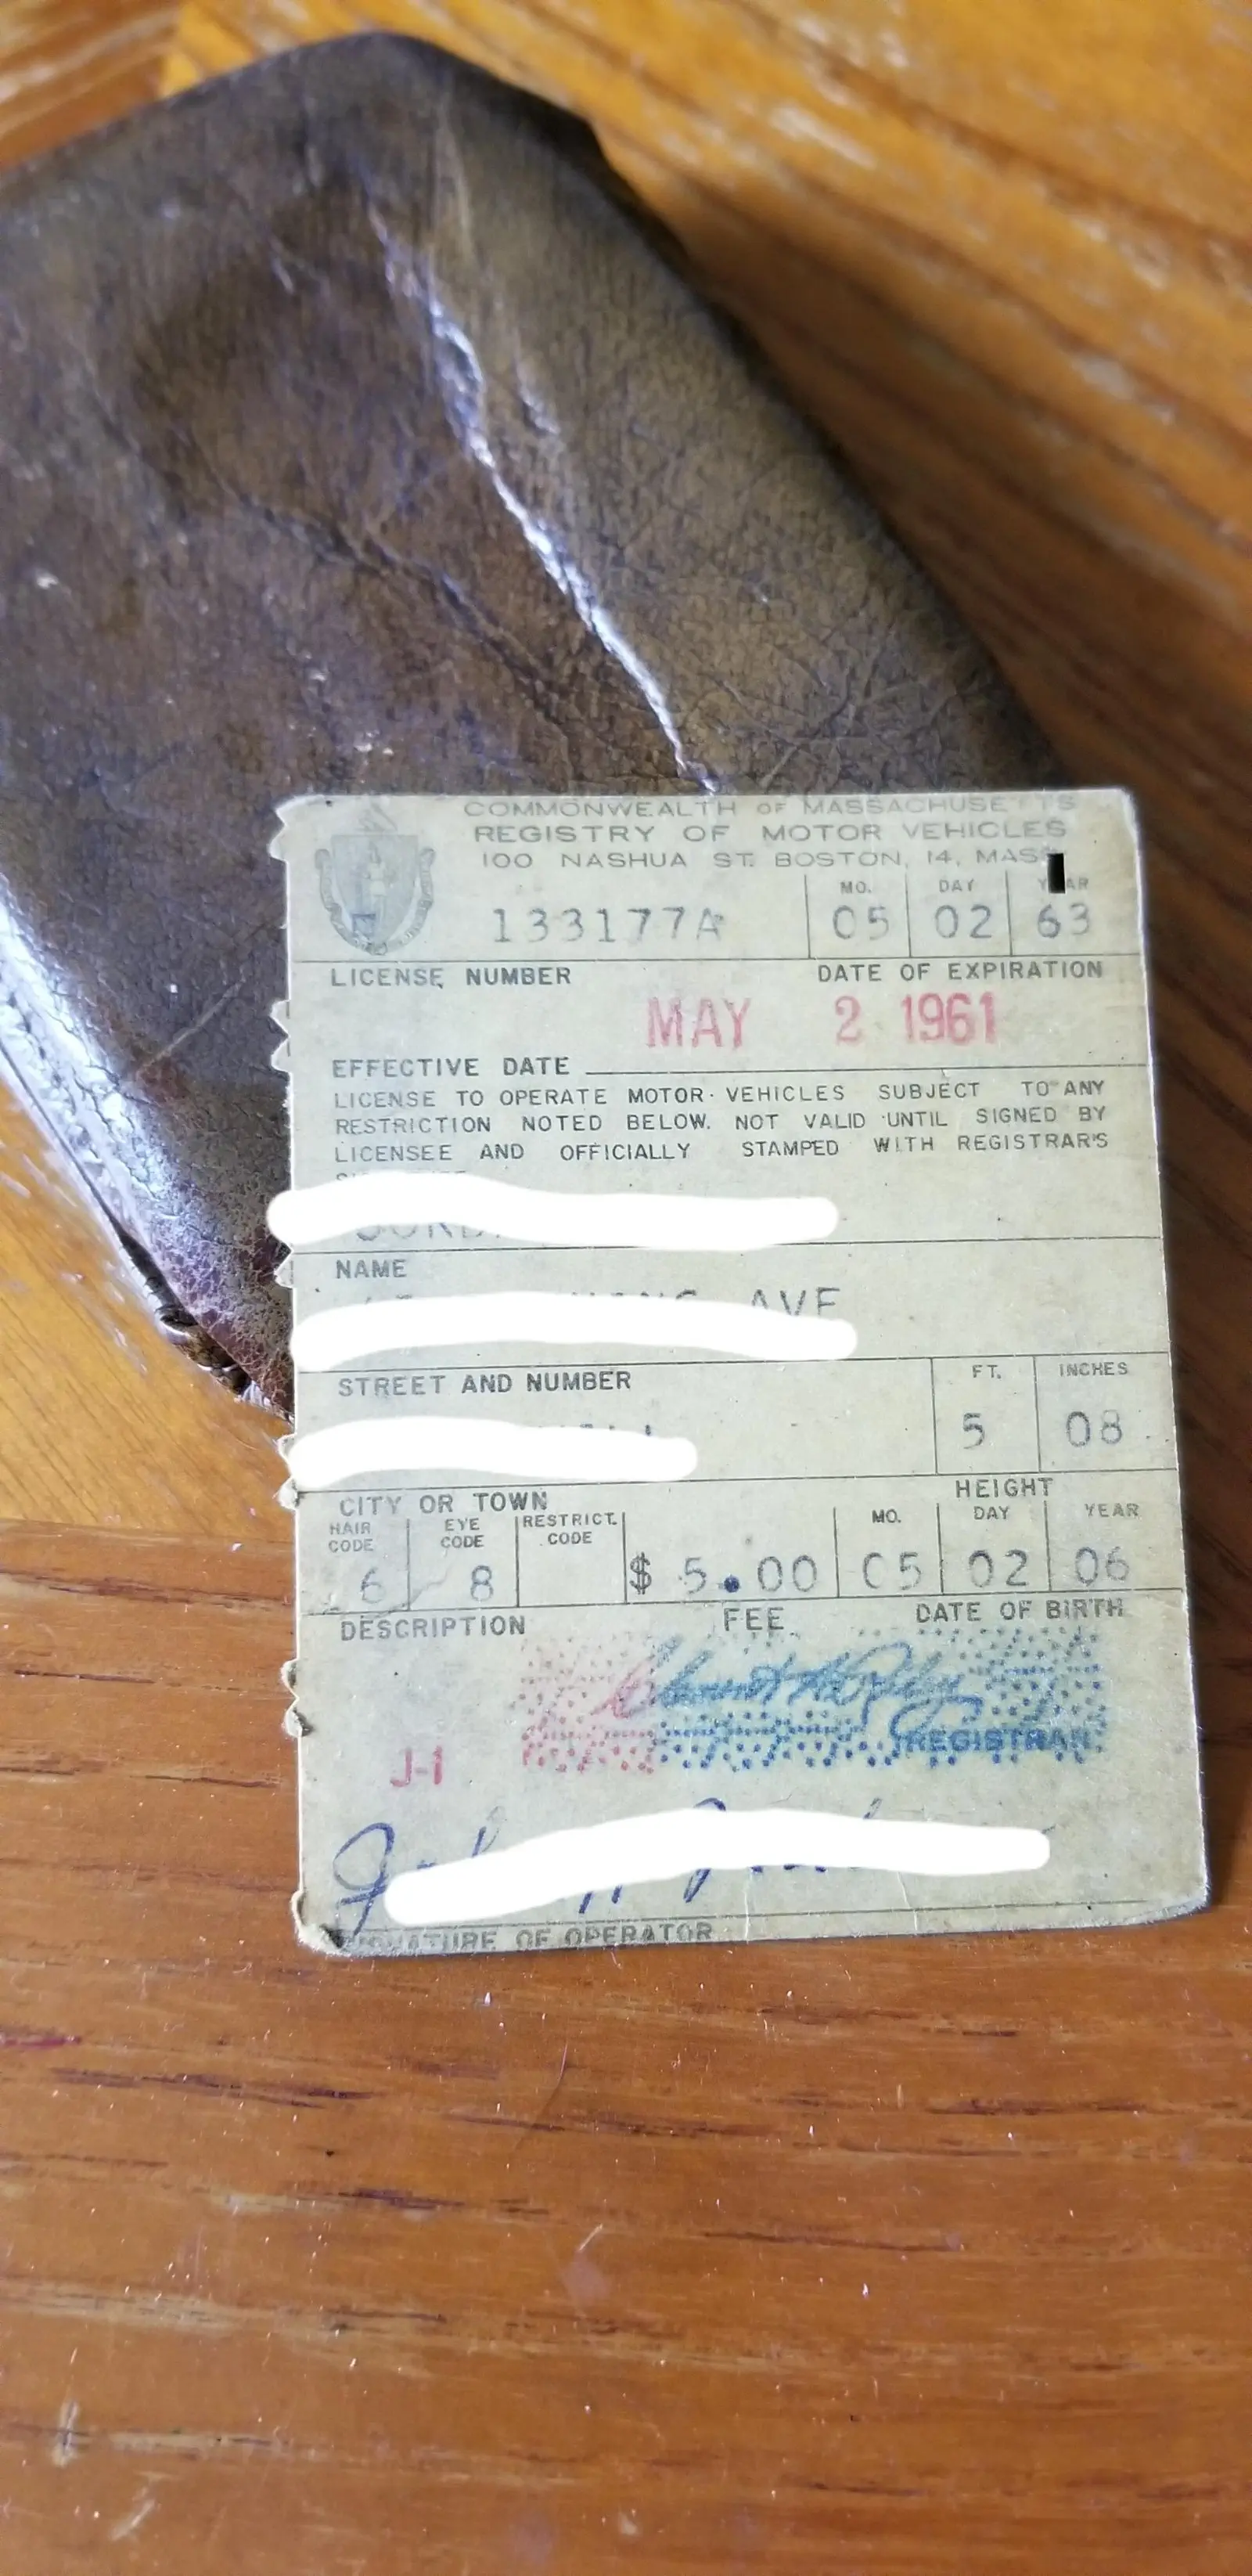 COMMONWEALTH OF MASSACHUSETTS
REGISTRY OF MOTOR VEHICLES
100 NASHUA ST. BOSTON, 14, MASS
MO. DAY YEAR
133177A 05 02 63
LICENSE NUMBER DATE OF EXPIRATION
MAY 2 1961
EFFECTIVE DATE
LICENSE TO OPERATE MOTOR VEHICLES SUBJECT TO ANY
RESTRICTION NOTED BELOW. NOT VALID UNTIL SIGNED BY
LICENSEE AND OFFICIALLY STAMPED WITH REGISTRAR'S
NAME
AVE
STREET AND NUMBER FT. INCHES
5 08
CITY OR TOWN HEIGHT
HAIR CODE EYE CODE RESTRICT. CODE MO. DAY YEAR
6 8 $ 5.00 05 02 06
DESCRIPTION FEE DATE OF BIRTH
REGISTRAR
J-1
SIGNATURE OF OPERATOR